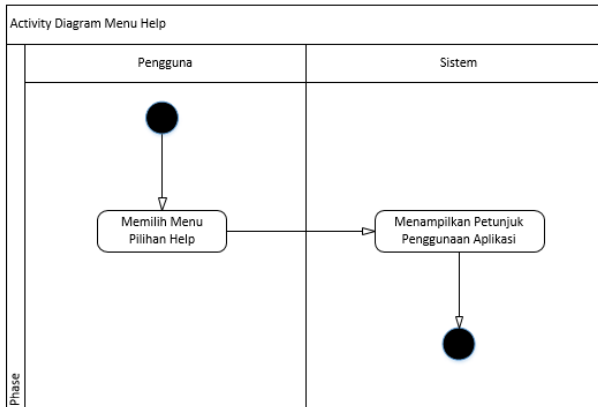 Activity Diagram Menu Help
Pengguna
Sistem
Memilih Menu
Pilihan Help
Menampilkan Petunjuk
Penggunaan Aplikasi
Phase